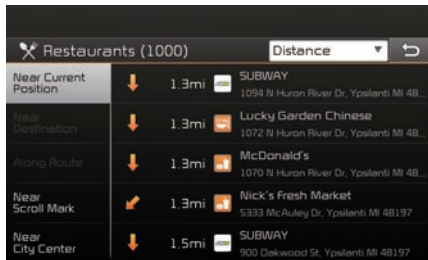 Restaurants (1000)
Distance
Near Current
Position
1.3mi
SUBWAY
1094 N Huron River Dr, Ypsilanti MI 48...
Near
Destination
1.3mi
Lucky Garden Chinese
1072 N Huron River Dr, Ypsilanti MI 48...
Along Route
1.3mi
McDonald's
1070 N Huron River Dr, Ypsilanti MI 48...
Near
Scroll Mark
1.3mi
Nick's Fresh Market
5333 McAuley Dr, Ypsilanti MI 48197
Near
City Center
1.5mi
SUBWAY
900 Oakwood St, Ypsilanti MI 48197